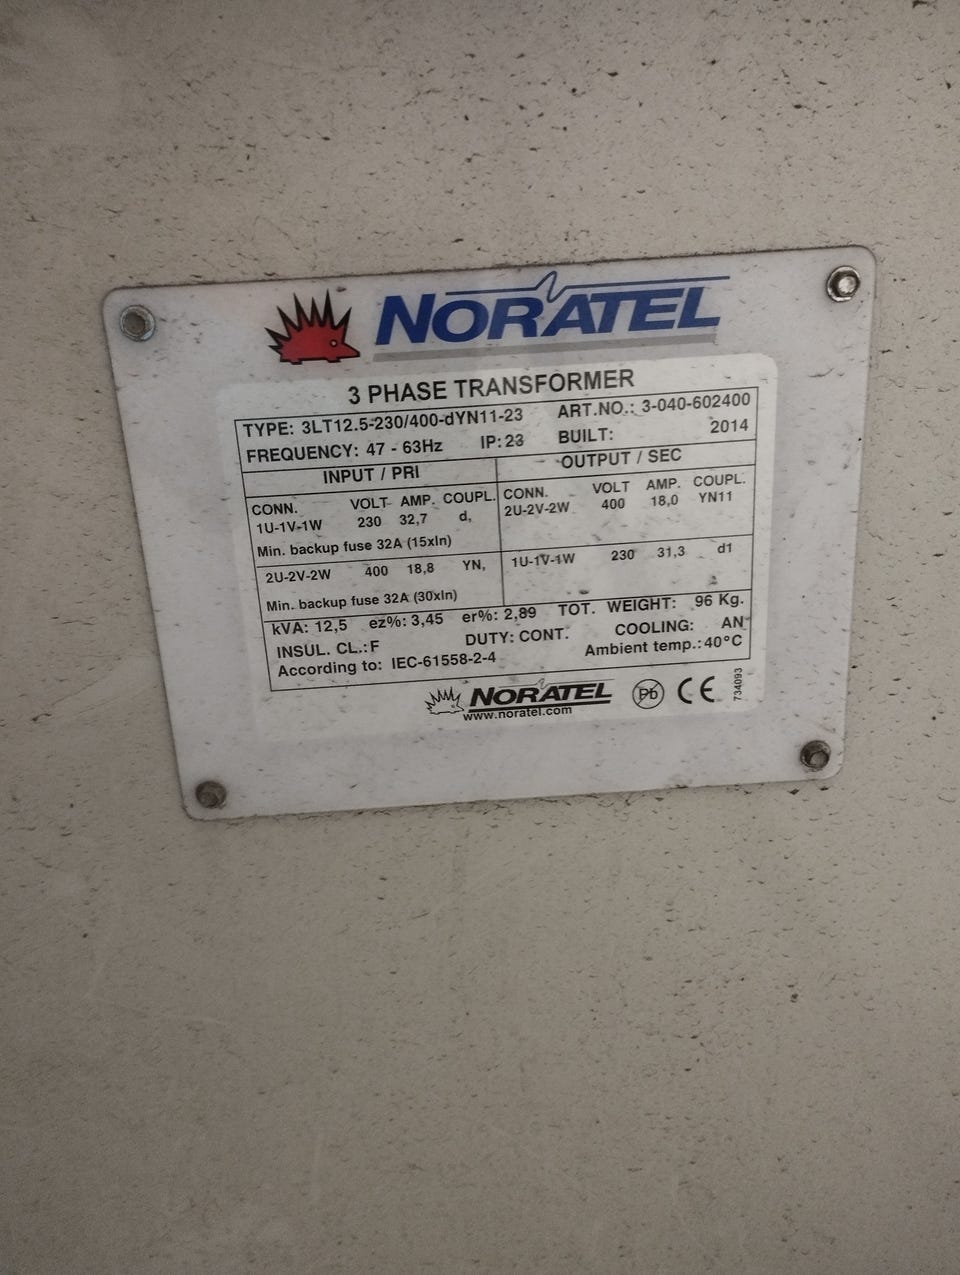 NORATEL
3 PHASE TRANSFORMER
TYPE: 3LT12.5-230/400-dYN11-23 ART.NO.: 3-040-602400
FREQUENCY: 47 - 63Hz IP: 23 BUILT: 2014
INPUT / PRI OUTPUT / SEC
CONN. VOLT AMP. COUPL. CONN. VOLT AMP. COUPL.
1U-1V-1W 230 32,7 d, 2U-2V-2W 400 18,0 YN11
Min. backup fuse 32A (15xIn)
2U-2V-2W 400 18,8 YN, 1U-1V-1W 230 31,3 d1
Min. backup fuse 32A (30xIn)
kVA: 12,5 ez%: 3,45 er%: 2,89 TOT. WEIGHT: 96 Kg.
INSUL. CL.: F DUTY: CONT. COOLING: AN
According to: IEC-61558-2-4 Ambient temp.: 40°C
NORATEL Pb CE 734093
www.noratel.com